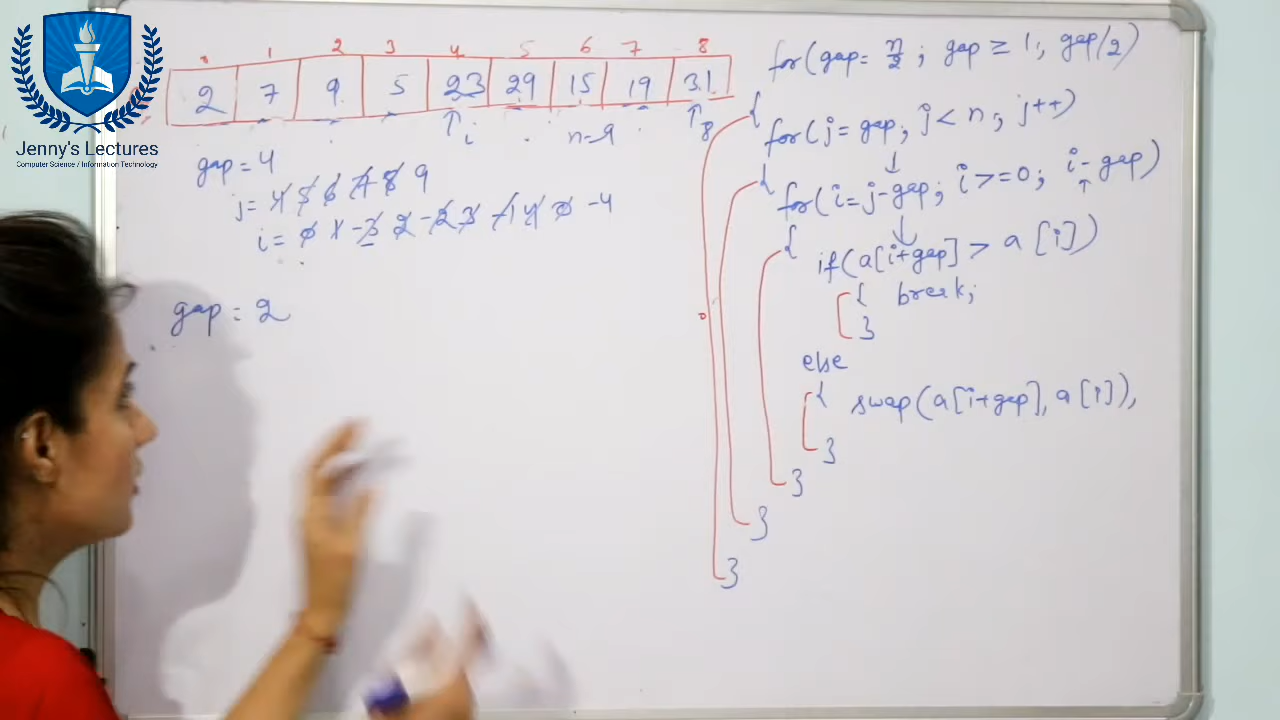 0 1 2 3 4 5 6 7 8
2 7 9 5 23 29 15 19 31
↑i n=9 ↑8
gap = 4
j = 4 5 6 7 8 9
i = 0 1 -3 2 -2 3 -1 4 0 -4
gap = 2
for(gap = n/2 ; gap ≥ 1 ; gap/2)
{
for(j = gap; j < n; j++)
{
for(i=j-gap; i>=0; i-gap)
{
if(a[i+gap] > a[i])
{ break;
}
else
{ swap(a[i+gap], a[i]),
}
}
}
}
Jenny's Lectures
Computer Science / Information Technology